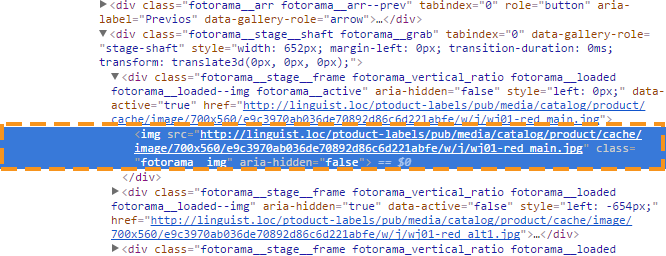 ▶<div class="fotorama__arr fotorama__arr--prev" tabindex="0" role="button" aria-
label="Previos" data-gallery-role="arrow">…</div>
▼<div class="fotorama__stage__shaft fotorama__grab" tabindex="0" data-gallery-role=
"stage-shaft" style="width: 652px; margin-left: 0px; transition-duration: 0ms;
transform: translate3d(0px, 0px, 0px);">
▼<div class="fotorama__stage__frame fotorama_vertical_ratio fotorama__loaded
fotorama__loaded--img fotorama__active" aria-hidden="false" style="left: 0px;" data-
active="true" href="http://linguist.loc/ptoduct-labels/pub/media/catalog/product/
cache/image/700x560/e9c3970ab036de70892d86c6d221abfe/w/j/wj01-red_main.jpg">
<img src="http://linguist.loc/ptoduct-labels/pub/media/catalog/product/cache/
image/700x560/e9c3970ab036de70892d86c6d221abfe/w/j/wj01-red_main.jpg" class=
"fotorama__img" aria-hidden="false"> == $0
</div>
▶<div class="fotorama__stage__frame fotorama_vertical_ratio fotorama__loaded
fotorama__loaded--img" aria-hidden="true" data-active="false" style="left: -654px;"
href="http://linguist.loc/ptoduct-labels/pub/media/catalog/product/cache/image/
700x560/e9c3970ab036de70892d86c6d221abfe/w/j/wj01-red_alt1.jpg">…</div>
▶<div class="fotorama__stage__frame fotorama_vertical_ratio fotorama__loaded